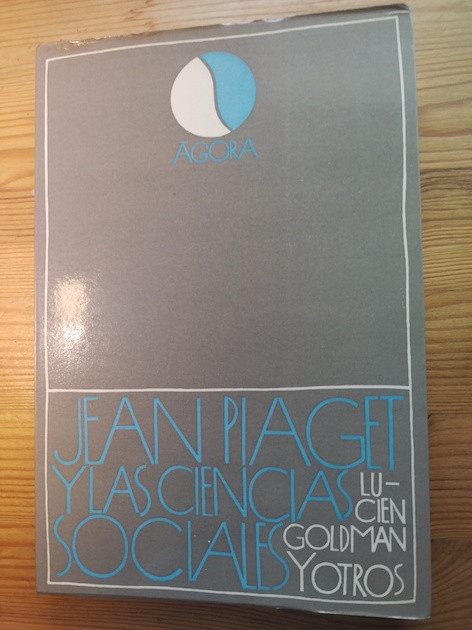 ÁGORA
JEAN PIAGET
Y LAS CIENCIAS
SOCIALES
LU-
CIEN
GOLDMAN
Y OTROS